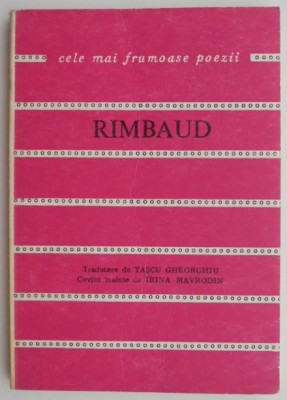 cele mai frumoase poezii
RIMBAUD
Traducere de TAȘCU GHEORGHIU
Cuvînt înainte de IRINA MAVRODIN